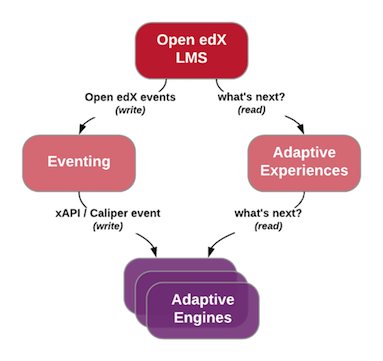 Open edX
LMS
Open edX events
(write)
what's next?
(read)
Eventing
Adaptive
Experiences
xAPI / Caliper event
(write)
what's next?
(read)
Adaptive
Engines